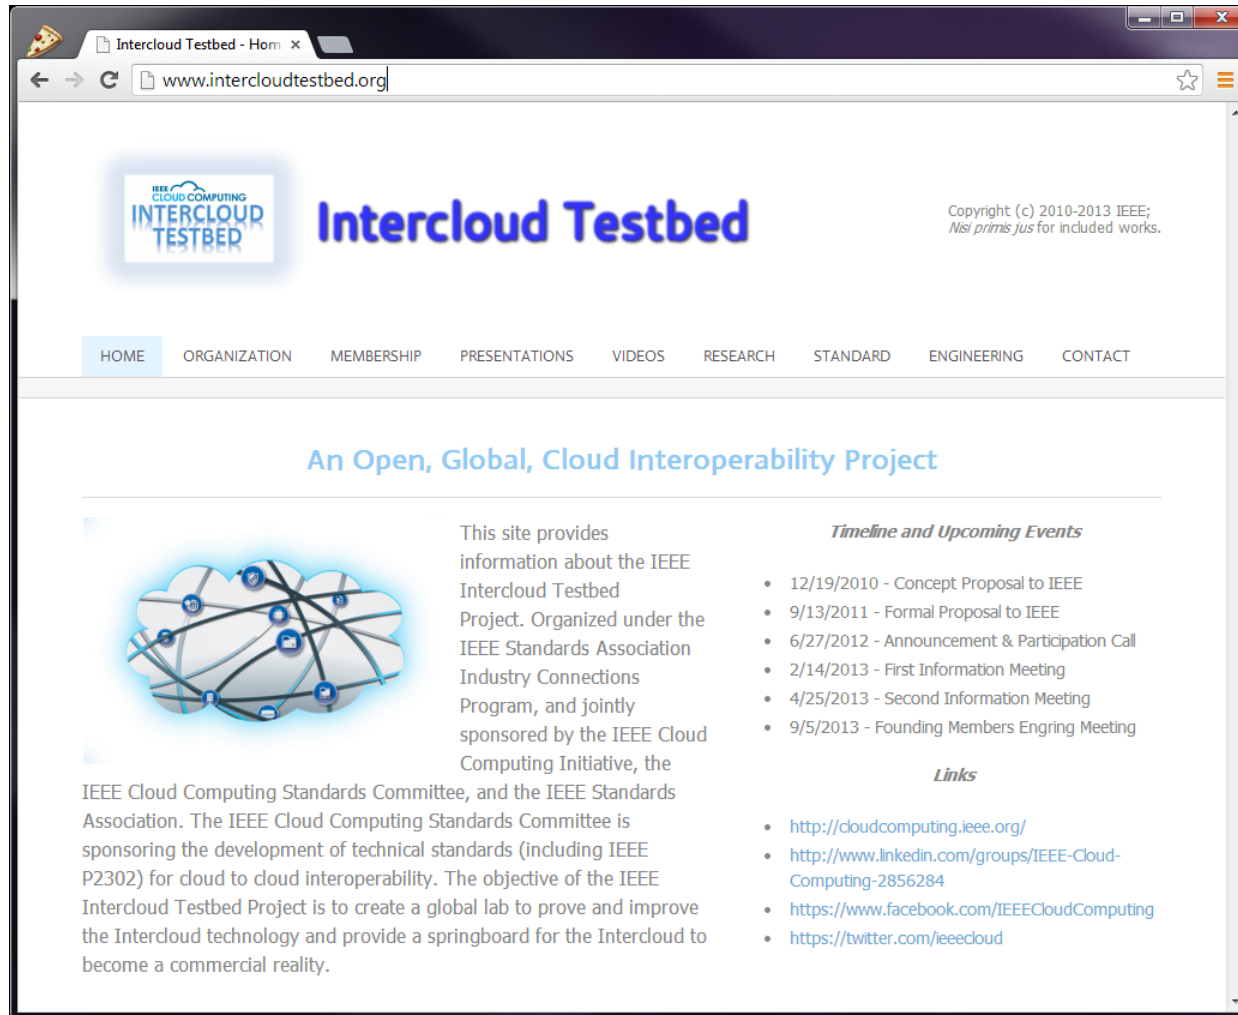 Intercloud Testbed - Hom
www.intercloudtestbed.org
IEEE
CLOUD COMPUTING
INTERCLOUD
TESTBED
Intercloud Testbed
Copyright (c) 2010-2013 IEEE;
Nisi primis jus for included works.
HOME ORGANIZATION MEMBERSHIP PRESENTATIONS VIDEOS RESEARCH STANDARD ENGINEERING CONTACT
An Open, Global, Cloud Interoperability Project
This site provides
information about the IEEE
Intercloud Testbed
Project. Organized under the
IEEE Standards Association
Industry Connections
Program, and jointly
sponsored by the IEEE Cloud
Computing Initiative, the
IEEE Cloud Computing Standards Committee, and the IEEE Standards
Association. The IEEE Cloud Computing Standards Committee is
sponsoring the development of technical standards (including IEEE
P2302) for cloud to cloud interoperability. The objective of the IEEE
Intercloud Testbed Project is to create a global lab to prove and improve
the Intercloud technology and provide a springboard for the Intercloud to
become a commercial reality.
Timeline and Upcoming Events
• 12/19/2010 - Concept Proposal to IEEE
• 9/13/2011 - Formal Proposal to IEEE
• 6/27/2012 - Announcement & Participation Call
• 2/14/2013 - First Information Meeting
• 4/25/2013 - Second Information Meeting
• 9/5/2013 - Founding Members Engring Meeting
Links
• http://cloudcomputing.ieee.org/
• http://www.linkedin.com/groups/IEEE-Cloud-
Computing-2856284
• https://www.facebook.com/IEEECloudComputing
• https://twitter.com/ieeecloud